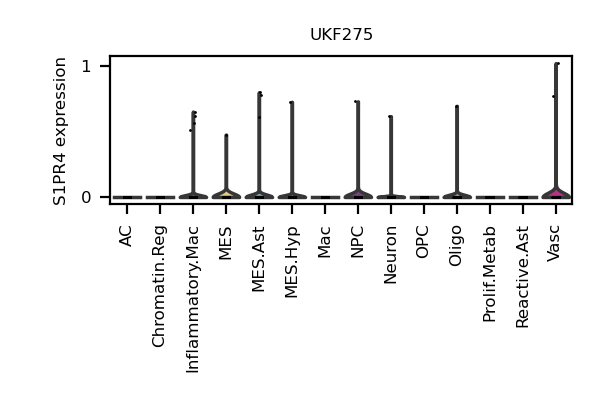 UKF275
S1PR4 expression
1
0
AC
Chromatin.Reg
Inflammatory.Mac
MES
MES.Ast
MES.Hyp
Mac
NPC
Neuron
OPC
Oligo
Prolif.Metab
Reactive.Ast
Vasc